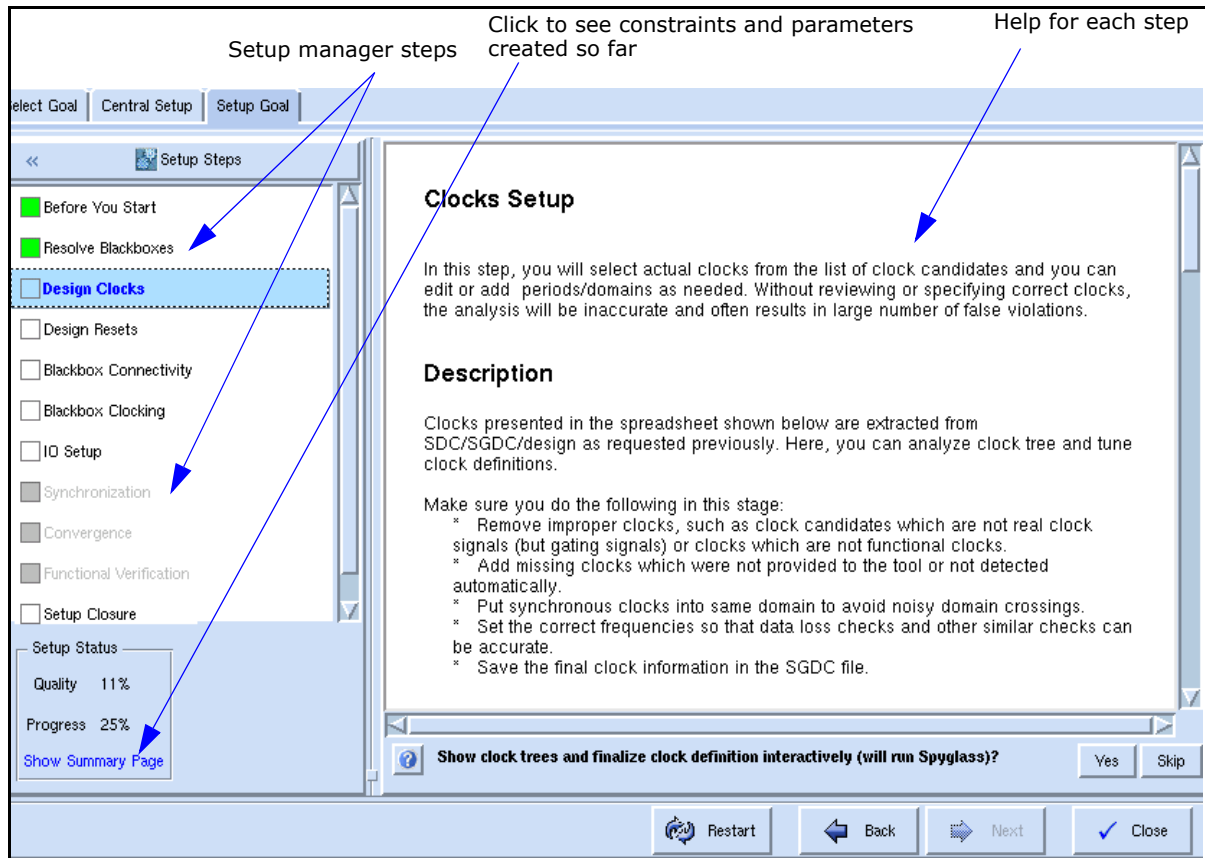 Setup manager steps
Click to see constraints and parameters
created so far
Help for each step
elect Goal
Central Setup
Setup Goal
«
Setup Steps
Before You Start
Resolve Blackboxes
Design Clocks
Design Resets
Blackbox Connectivity
Blackbox Clocking
IO Setup
Synchronization
Convergence
Functional Verification
Setup Closure
Setup Status
Quality 11%
Progress 25%
Show Summary Page
Clocks Setup
In this step, you will select actual clocks from the list of clock candidates and you can
edit or add periods/domains as needed. Without reviewing or specifying correct clocks,
the analysis will be inaccurate and often results in large number of false violations.
Description
Clocks presented in the spreadsheet shown below are extracted from
SDC/SGDC/design as requested previously. Here, you can analyze clock tree and tune
clock definitions.
Make sure you do the following in this stage:
* Remove improper clocks, such as clock candidates which are not real clock
signals (but gating signals) or clocks which are not functional clocks.
* Add missing clocks which were not provided to the tool or not detected
automatically.
* Put synchronous clocks into same domain to avoid noisy domain crossings.
* Set the correct frequencies so that data loss checks and other similar checks can
be accurate.
* Save the final clock information in the SGDC file.
? Show clock trees and finalize clock definition interactively (will run Spyglass)?
Yes
Skip
Restart
Back
Next
Close